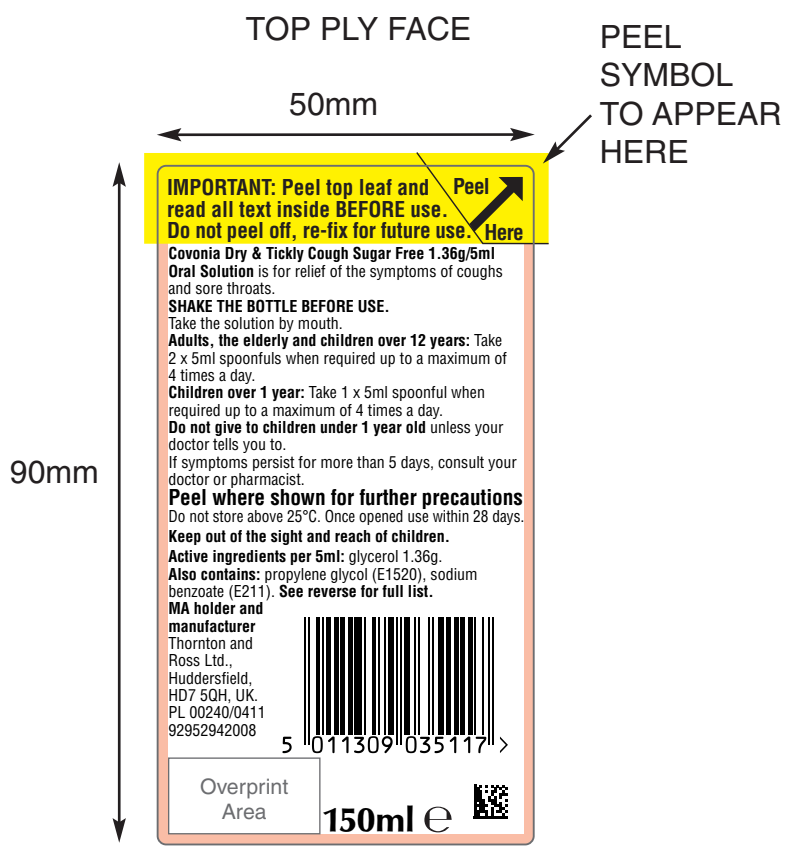 TOP PLY FACE
PEEL
SYMBOL
TO APPEAR
HERE
50mm
90mm
IMPORTANT: Peel top leaf and
read all text inside BEFORE use.
Do not peel off, re-fix for future use.
Peel
Here
Covonia Dry & Tickly Cough Sugar Free 1.36g/5ml
Oral Solution is for relief of the symptoms of coughs
and sore throats.
SHAKE THE BOTTLE BEFORE USE.
Take the solution by mouth.
Adults, the elderly and children over 12 years: Take
2 x 5ml spoonfuls when required up to a maximum of
4 times a day.
Children over 1 year: Take 1 x 5ml spoonful when
required up to a maximum of 4 times a day.
Do not give to children under 1 year old unless your
doctor tells you to.
If symptoms persist for more than 5 days, consult your
doctor or pharmacist.
Peel where shown for further precautions
Do not store above 25°C. Once opened use within 28 days.
Keep out of the sight and reach of children.
Active ingredients per 5ml: glycerol 1.36g.
Also contains: propylene glycol (E1520), sodium
benzoate (E211). See reverse for full list.
MA holder and
manufacturer
Thornton and
Ross Ltd.,
Huddersfield,
HD7 5QH, UK.
PL 00240/0411
92952942008
5 011309 035117 >
Overprint
Area
150ml ℮